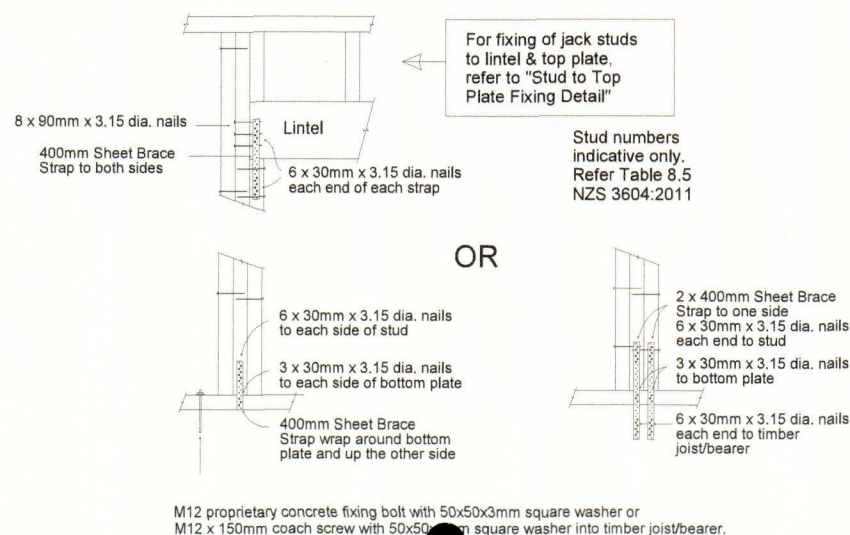 For fixing of jack studs
to lintel & top plate,
refer to "Stud to Top
Plate Fixing Detail"
8 x 90mm x 3.15 dia. nails
Lintel
400mm Sheet Brace
Strap to both sides
6 x 30mm x 3.15 dia. nails
each end of each strap
Stud numbers
indicative only.
Refer Table 8.5
NZS 3604:2011
OR
6 x 30mm x 3.15 dia. nails
to each side of stud
3 x 30mm x 3.15 dia. nails
to each side of bottom plate
400mm Sheet Brace
Strap wrap around bottom
plate and up the other side
2 x 400mm Sheet Brace
Strap to one side
6 x 30mm x 3.15 dia. nails
each end to stud
3 x 30mm x 3.15 dia. nails
to bottom plate
6 x 30mm x 3.15 dia. nails
each end to timber
joist/bearer
M12 proprietary concrete fixing bolt with 50x50x3mm square washer or
M12 x 150mm coach screw with square washer into timber joist/bearer.